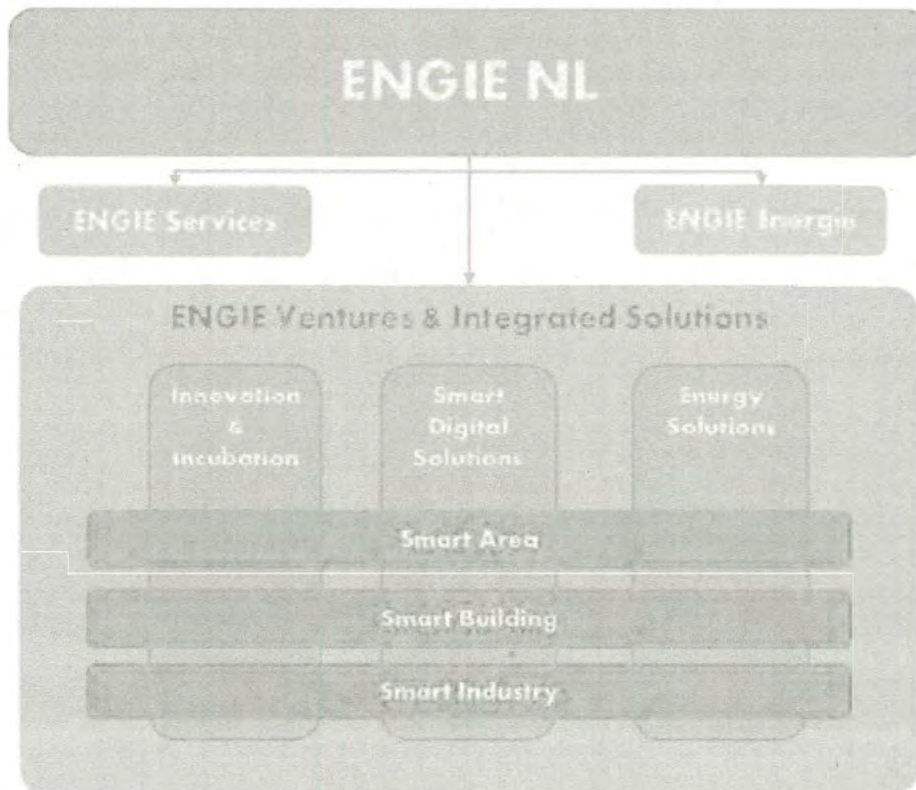 ENGIE NL
ENGIE Services
ENGIE Energie
ENGIE Ventures & Integrated Solutions
Innovation
&
Incubation
Smart
Digital
Solutions
Energy
Solutions
Smart Area
Smart Building
Smart Industry